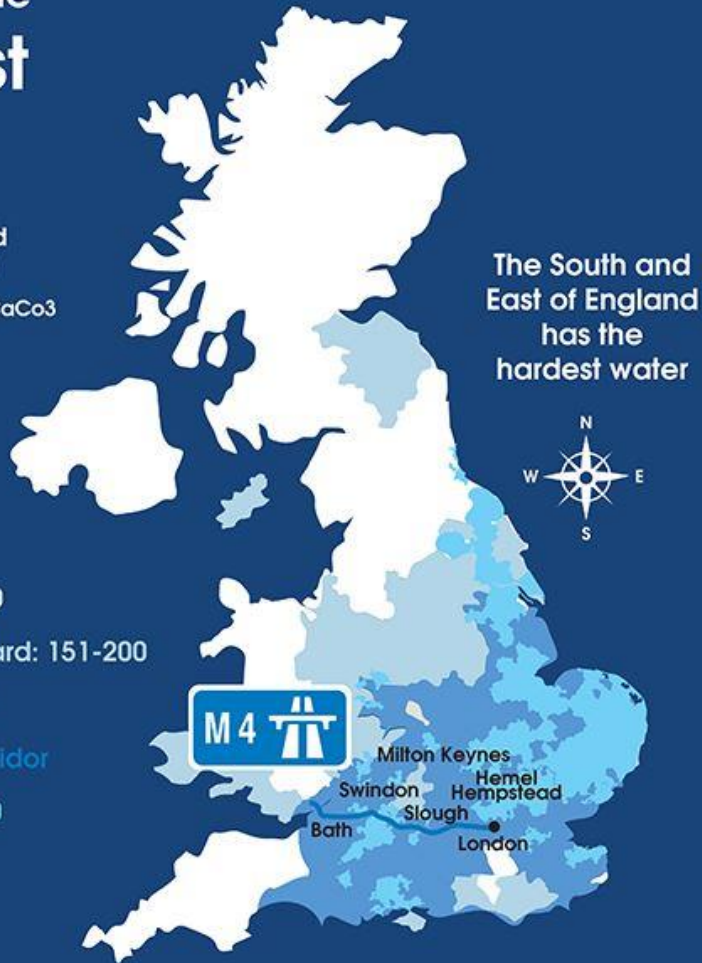 st
aCo3
ard: 151-200
idor
The South and
East of England
has the
hardest water
N
W
E
S
M4
Milton Keynes
Hemel
Hempstead
Swindon
Slough
Bath
London